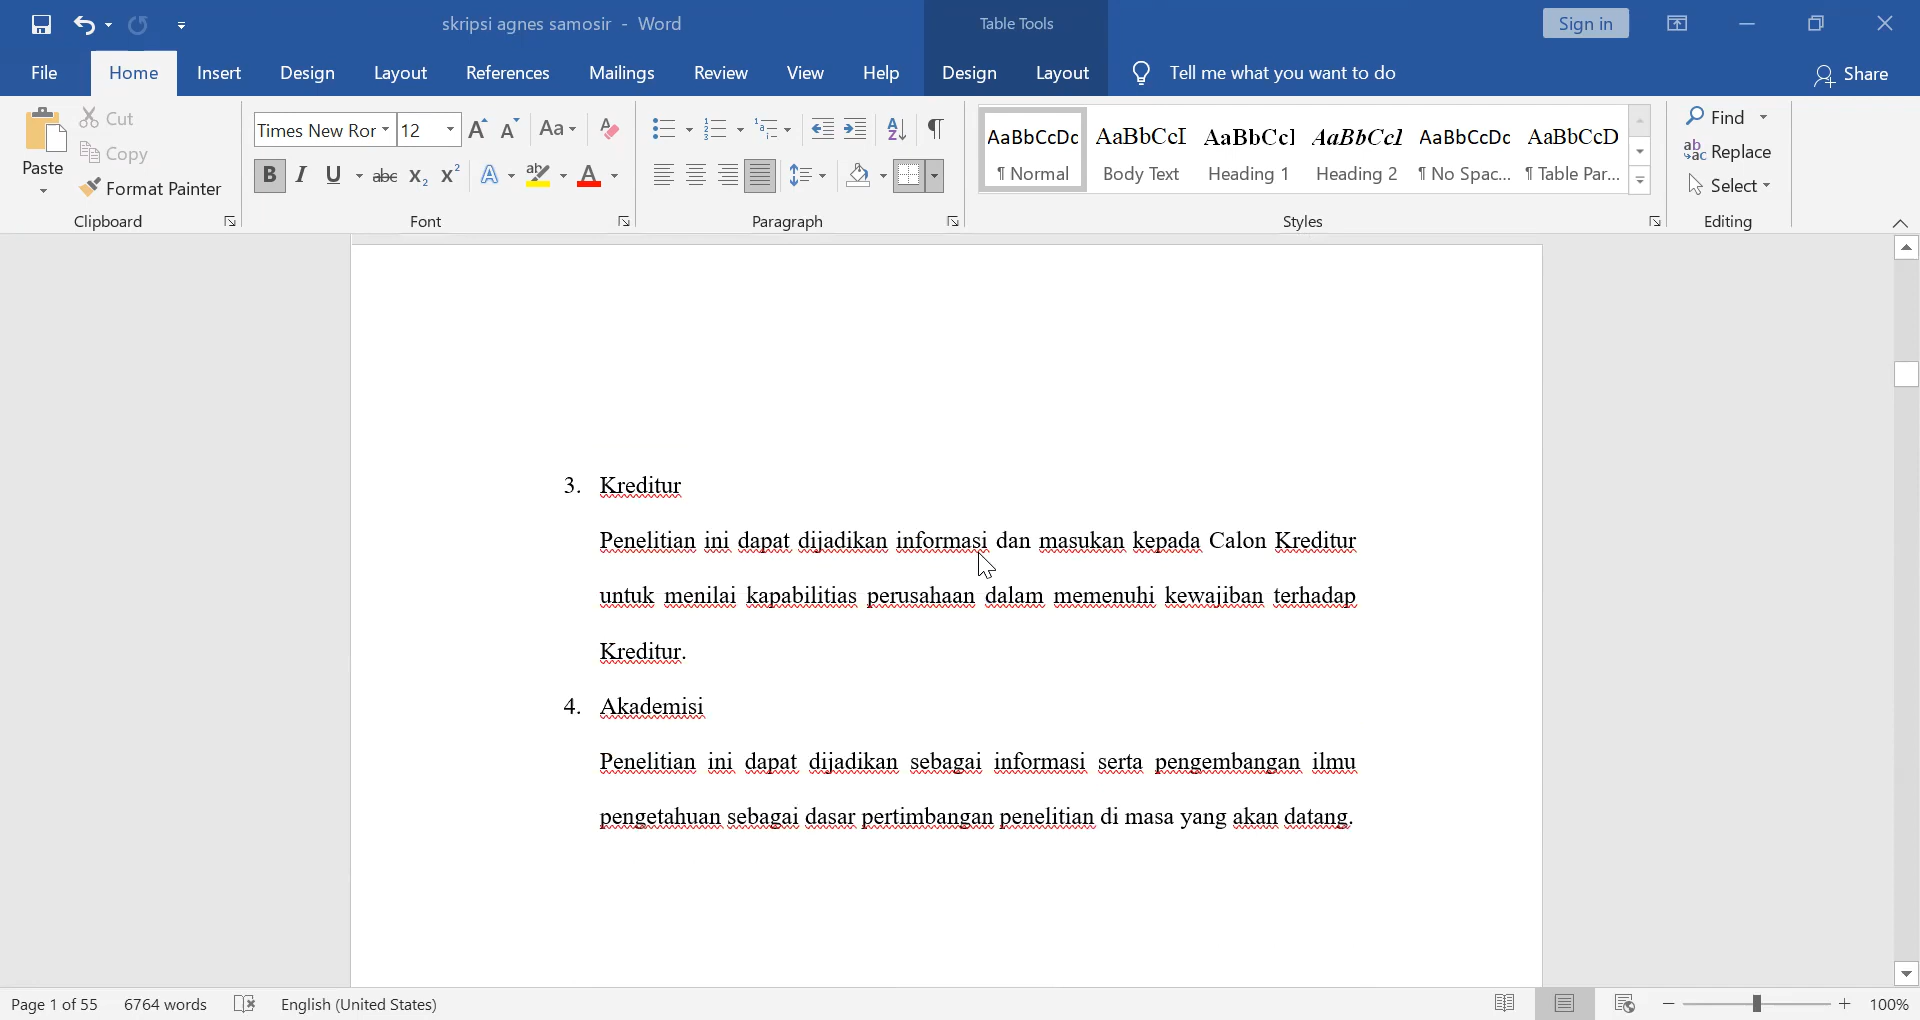 skripsi agnes samosir - Word
Table Tools
Sign in
File Home Insert Design Layout References Mailings Review View Help Design Layout Tell me what you want to do Share
Paste
Cut
Copy
Format Painter
Clipboard
Times New Ror 12
Font
Paragraph
AaBbCcDc AaBbCcI AaBbCcI AaBbCcI AaBbCcDc AaBbCcD
¶ Normal Body Text Heading 1 Heading 2 ¶ No Spac... ¶ Table Par...
Styles
Find
Replace
Select
Editing
3. Kreditur
Penelitian ini dapat dijadikan informasi dan masukan kepada Calon Kreditur
untuk menilai kapabilitias perusahaan dalam memenuhi kewajiban terhadap
Kreditur.
4. Akademisi
Penelitian ini dapat dijadikan sebagai informasi serta pengembangan ilmu
pengetahuan sebagai dasar pertimbangan penelitian di masa yang akan datang.
Page 1 of 55 6764 words English (United States) 100%